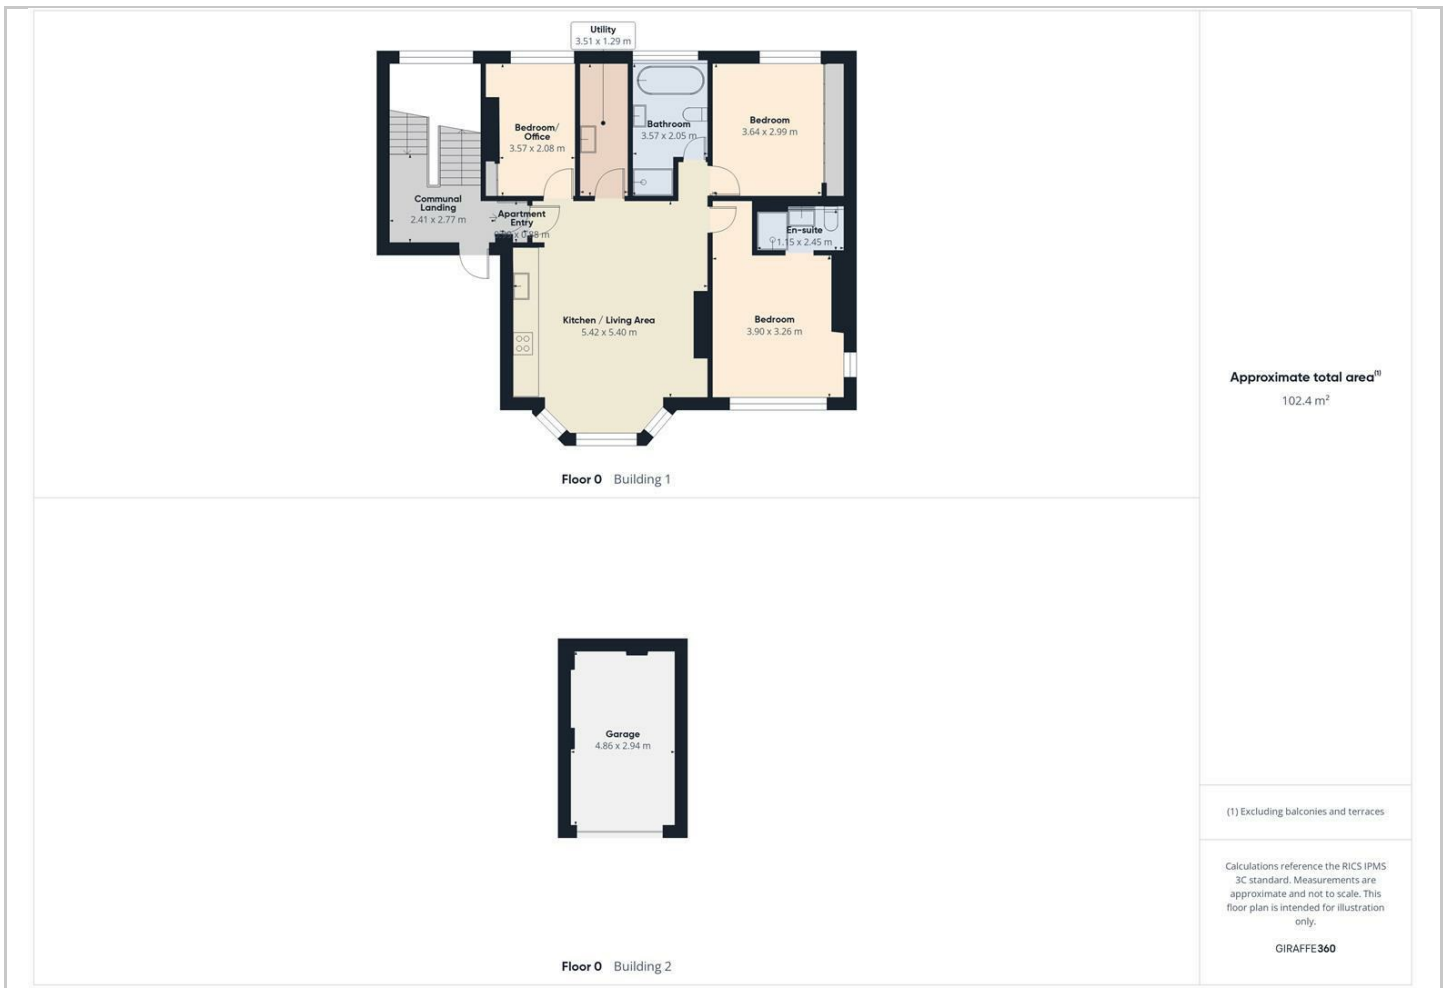 Utility
3.51 x 1.29 m
Bedroom/
Office
3.57 x 2.08 m
Bathroom
3.57 x 2.05 m
Bedroom
3.64 x 2.99 m
Communal
Landing
2.41 x 2.77 m
Apartment
Entry
x 0.88 m
En-suite
1.15 x 2.45 m
Kitchen / Living Area
5.42 x 5.40 m
Bedroom
3.90 x 3.26 m
Floor 0 Building 1
Garage
4.86 x 2.94 m
Floor 0 Building 2
Approximate total area(1)
102.4 m²
(1) Excluding balconies and terraces
Calculations reference the RICS IPMS
3C standard. Measurements are
approximate and not to scale. This
floor plan is intended for illustration
only.
GIRAFFE360